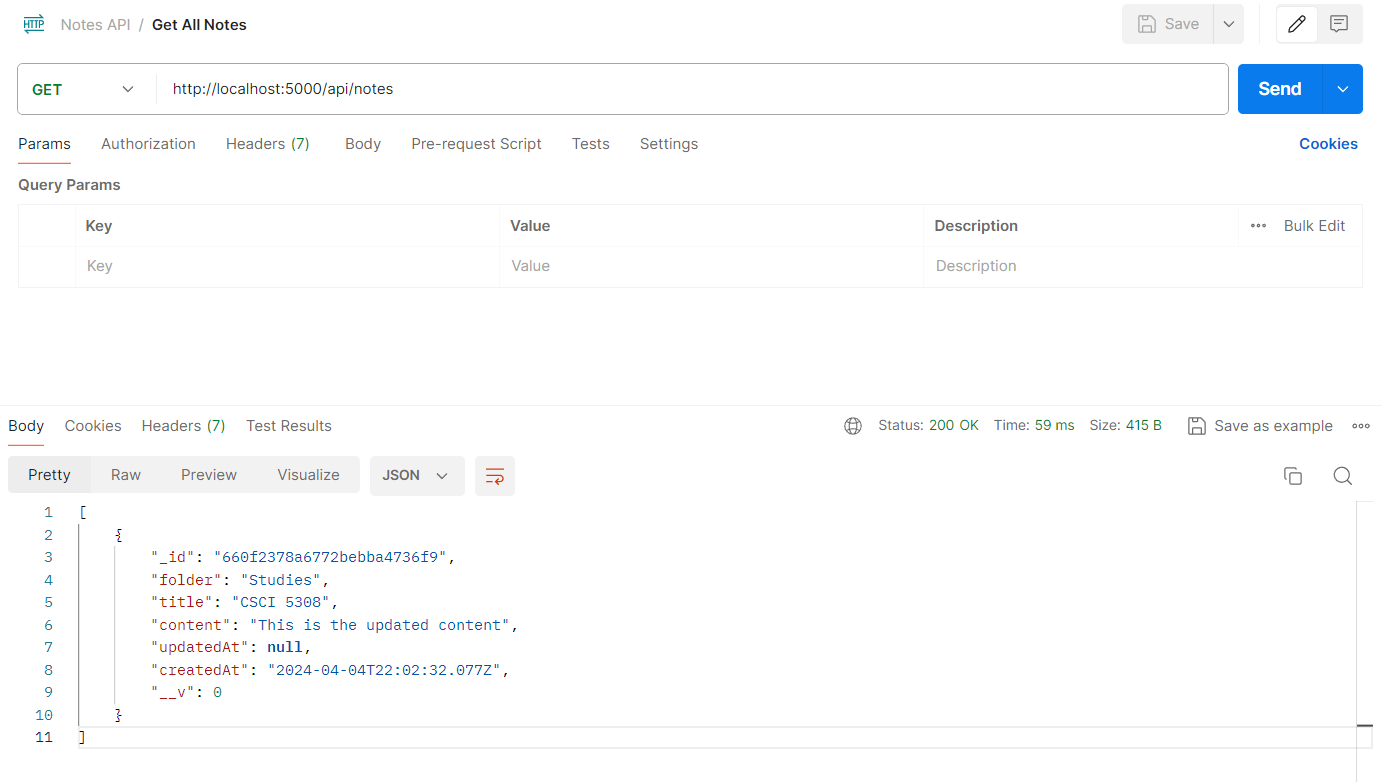 HTTP Notes API / Get All Notes Save
GET http://localhost:5000/api/notes Send
Params Authorization Headers (7) Body Pre-request Script Tests Settings Cookies
Query Params
Key Value Description Bulk Edit
Key Value Description
Body Cookies Headers (7) Test Results Status: 200 OK Time: 59 ms Size: 415 B Save as example
Pretty Raw Preview Visualize JSON
1 [
2 {
3 "_id": "660f2378a6772bebba4736f9",
4 "folder": "Studies",
5 "title": "CSCI 5308",
6 "content": "This is the updated content",
7 "updatedAt": null,
8 "createdAt": "2024-04-04T22:02:32.077Z",
9 "__v": 0
10 }
11 ]